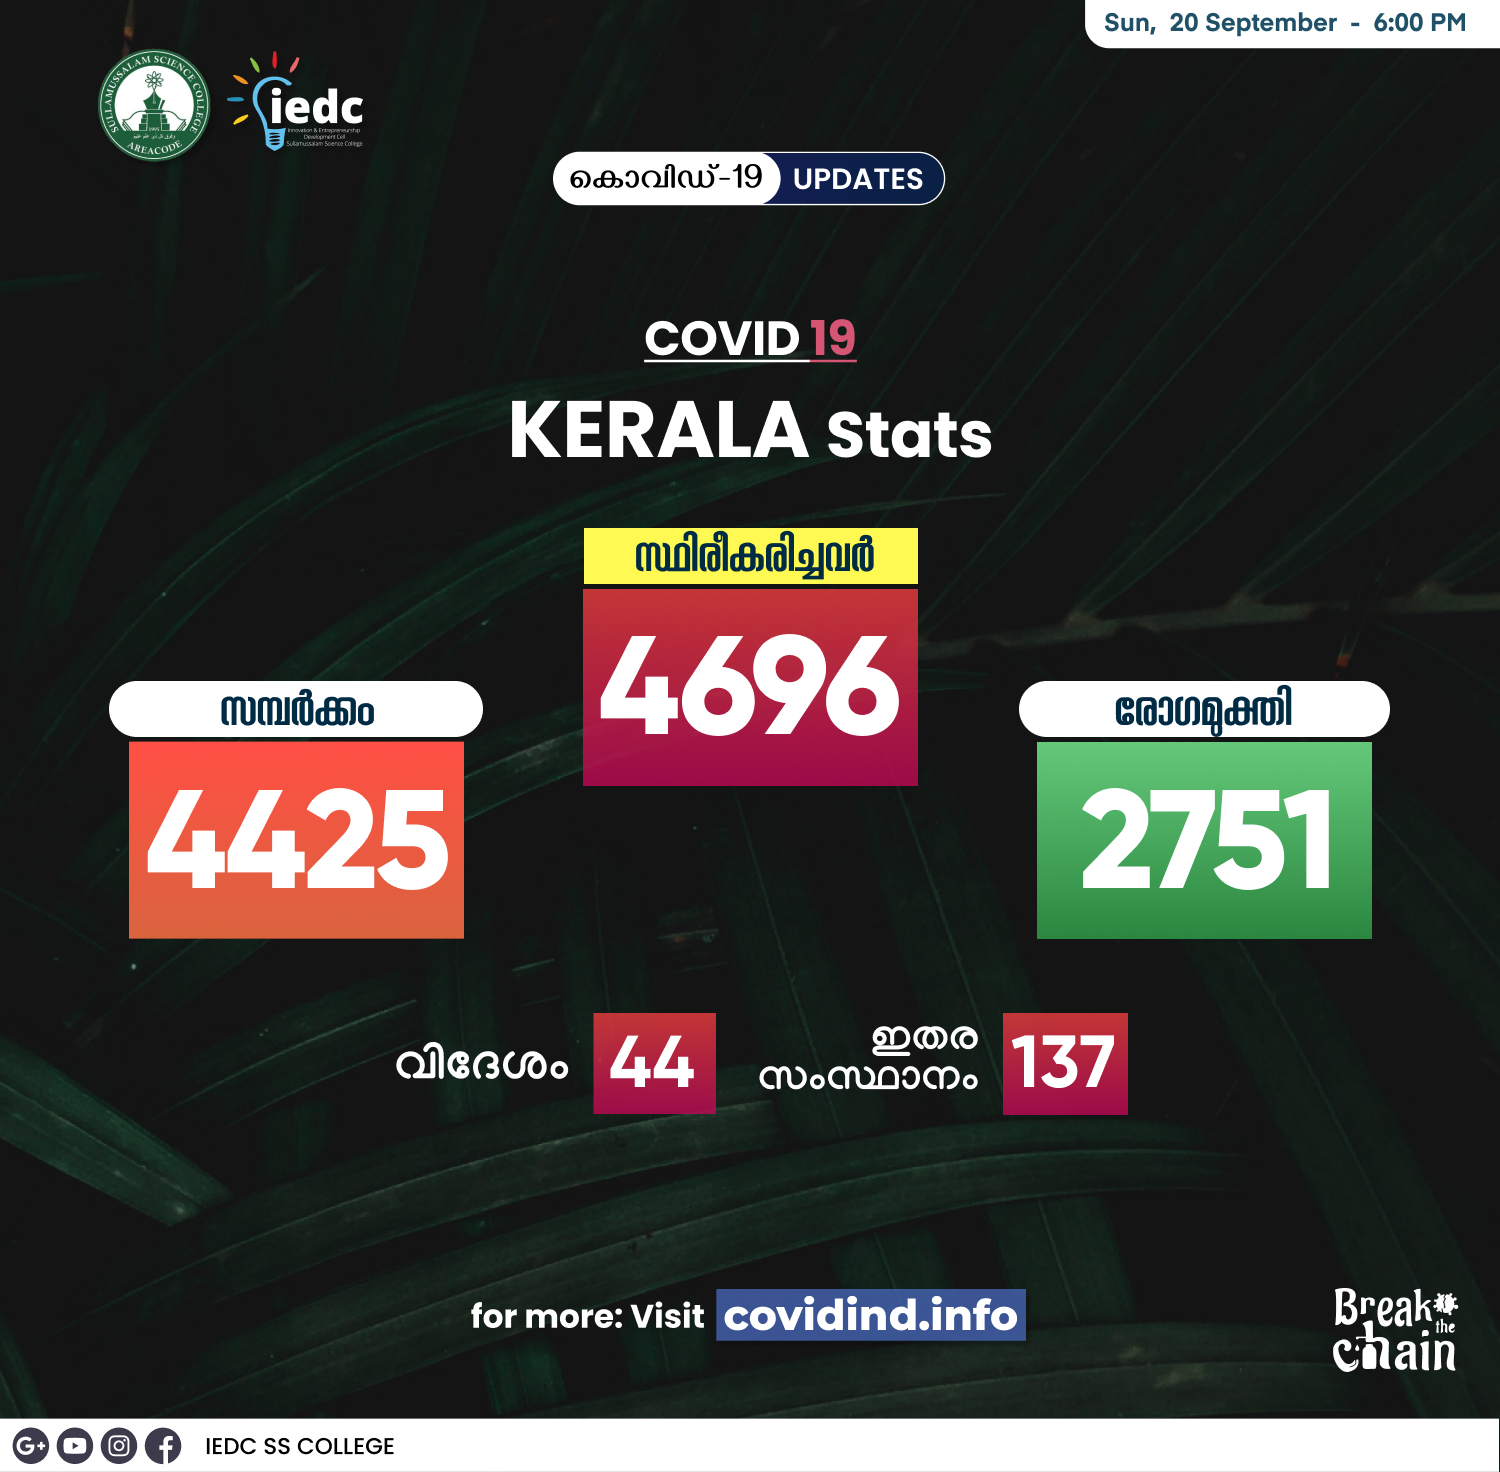 Sun, 20 September - 6:00 PM
SULLAMUSSALAM SCIENCE COLLEGE
1995
AREACODE
iedc
Innovation & Entrepreneurship
Development Cell
Sullamussalam Science College
കൊവിഡ്-19 UPDATES
COVID 19
KERALA Stats
സ്ഥിരീകരിച്ചവർ
4696
സമ്പർക്കം
4425
രോഗമുക്തി
2751
വിദേശം 44
ഇതര
സംസ്ഥാനം 137
for more: Visit covidind.info
Break
the
chain
G+ f IEDC SS COLLEGE